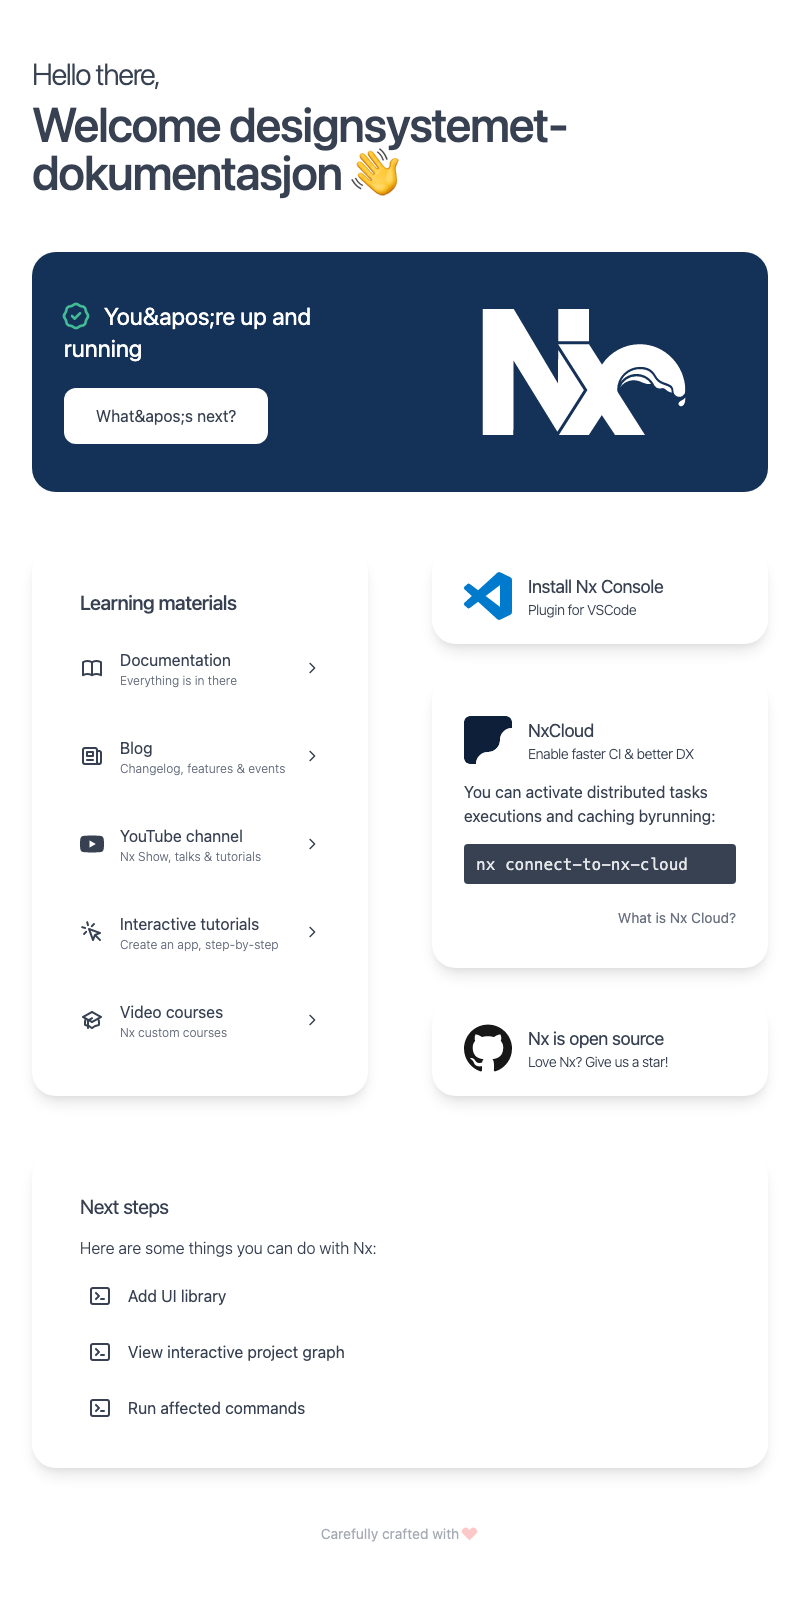 Hello there,
Welcome designsystemet-
dokumentasjon 👋
You&apos;re up and
running
What&apos;s next?
Nx
Learning materials
Documentation
Everything is in there
Blog
Changelog, features & events
YouTube channel
Nx Show, talks & tutorials
Interactive tutorials
Create an app, step-by-step
Video courses
Nx custom courses
Install Nx Console
Plugin for VSCode
NxCloud
Enable faster CI & better DX
You can activate distributed tasks
executions and caching byrunning:
nx connect-to-nx-cloud
What is Nx Cloud?
Nx is open source
Love Nx? Give us a star!
Next steps
Here are some things you can do with Nx:
Add UI library
View interactive project graph
Run affected commands
Carefully crafted with